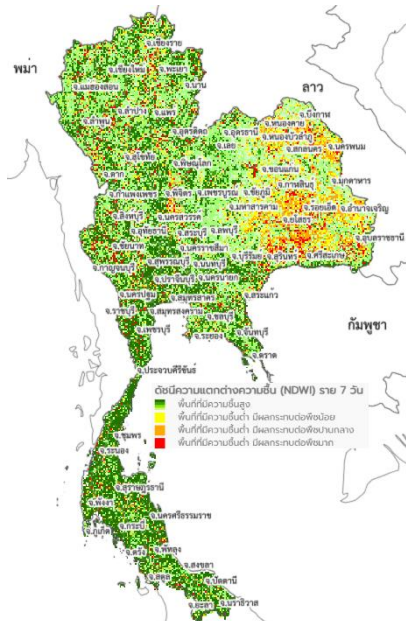 พม่า
ลาว
กัมพูชา
จ.เชียงราย
จ.เชียงใหม่
จ.พะเยา
จ.แม่ฮ่องสอน
จ.น่าน
จ.ลำปาง
จ.แพร่
จ.ลำพูน
จ.อุตรดิตถ์
จ.สุโขทัย
จ.ตาก
จ.พิษณุโลก
จ.กำแพงเพชร
จ.พิจิตร
จ.เพชรบูรณ์
จ.บึงกาฬ
จ.หนองคาย
จ.อุดรธานี
จ.หนองบัวลำภู
จ.นครพนม
จ.เลย
จ.สกลนคร
จ.ขอนแก่น
จ.มุกดาหาร
จ.กาฬสินธุ์
จ.ชัยภูมิ
จ.มหาสารคาม
จ.ร้อยเอ็ด
จ.อำนาจเจริญ
จ.ยโสธร
จ.อุบลราชธานี
จ.บุรีรัมย์
จ.สุรินทร์
จ.ศรีสะเกษ
จ.สิงห์บุรี
จ.นครสวรรค์
จ.อุทัยธานี
จ.สระบุรี
จ.ลพบุรี
จ.ชัยนาท
จ.นครราชสีมา
จ.สุพรรณบุรี
จ.นนทบุรี
จ.กาญจนบุรี
จ.ปราจีนบุรี
จ.นครนายก
จ.สระแก้ว
จ.นครปฐม
จ.สมุทรสาคร
จ.ราชบุรี
จ.สมุทรสงคราม
จ.ชลบุรี
จ.เพชรบุรี
จ.ระยอง
จ.จันทบุรี
จ.ตราด
จ.ประจวบคีรีขันธ์
ดัชนีความแตกต่างความชื้น (NDWI) ราย 7 วัน
พื้นที่ที่มีความชื้นสูง
พื้นที่ที่มีความชื้นต่ำ มีผลกระทบต่อพืชน้อย
พื้นที่ที่มีความชื้นต่ำ มีผลกระทบต่อพืชปานกลาง
พื้นที่ที่มีความชื้นต่ำ มีผลกระทบต่อพืชมาก
จ.ชุมพร
จ.ระนอง
จ.สุราษฎร์ธานี
จ.พังงา
จ.นครศรีธรรมราช
จ.กระบี่
จ.ภูเก็ต
จ.ตรัง
จ.พัทลุง
จ.สงขลา
จ.สตูล
จ.ปัตตานี
จ.ยะลา
จ.นราธิวาส